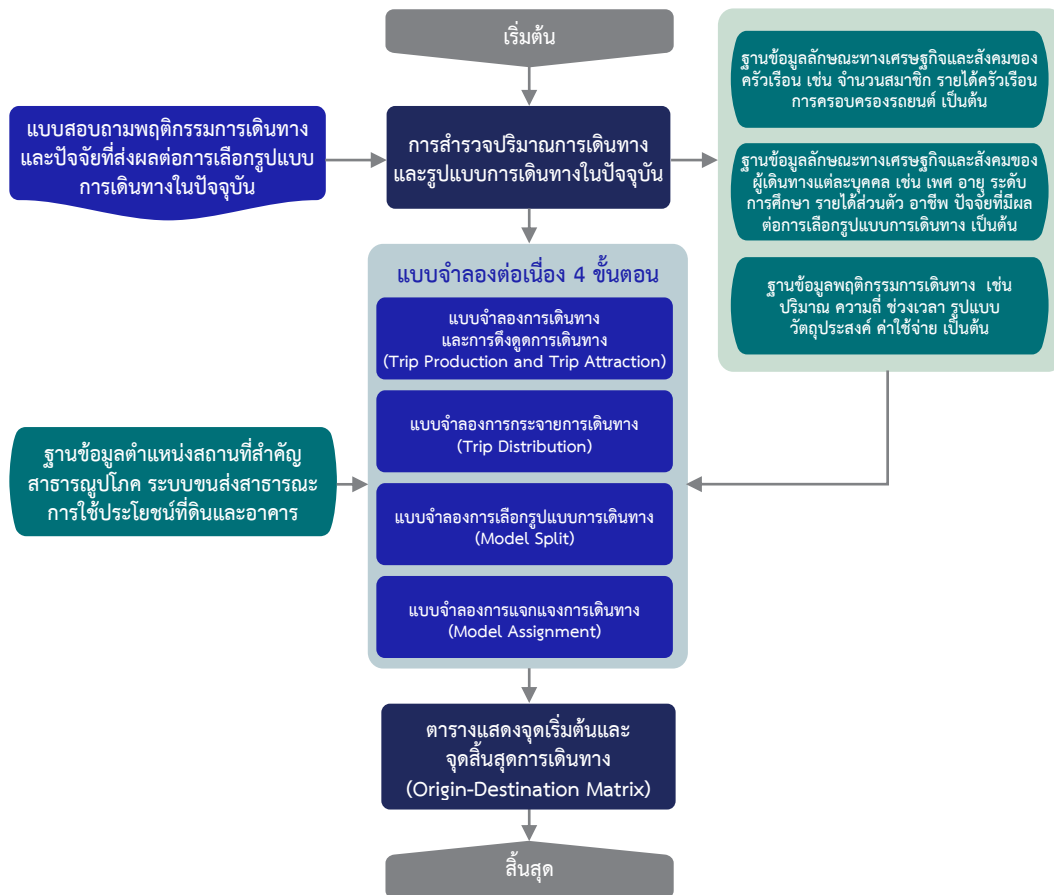 เริ่มต้น
แบบสอบถามพฤติกรรมการเดินทาง
และปัจจัยที่ส่งผลต่อการเลือกรูปแบบ
การเดินทางในปัจจุบัน
การสำรวจปริมาณการเดินทาง
และรูปแบบการเดินทางในปัจจุบัน
ฐานข้อมูลลักษณะทางเศรษฐกิจและสังคมของ
ครัวเรือน เช่น จำนวนสมาชิก รายได้ครัวเรือน
การครอบครองรถยนต์ เป็นต้น
ฐานข้อมูลลักษณะทางเศรษฐกิจและสังคมของ
ผู้เดินทางแต่ละบุคคล เช่น เพศ อายุ ระดับ
การศึกษา รายได้ส่วนตัว อาชีพ ปัจจัยที่มีผล
ต่อการเลือกรูปแบบการเดินทาง เป็นต้น
ฐานข้อมูลพฤติกรรมการเดินทาง เช่น
ปริมาณ ความถี่ ช่วงเวลา รูปแบบ
วัตถุประสงค์ ค่าใช้จ่าย เป็นต้น
แบบจำลองต่อเนื่อง 4 ขั้นตอน
แบบจำลองการเดินทาง
และการดึงดูดการเดินทาง
(Trip Production and Trip Attraction)
แบบจำลองการกระจายการเดินทาง
(Trip Distribution)
แบบจำลองการเลือกรูปแบบการเดินทาง
(Model Split)
แบบจำลองการแจกแจงการเดินทาง
(Model Assignment)
ฐานข้อมูลตำแหน่งสถานที่สำคัญ
สาธารณูปโภค ระบบขนส่งสาธารณะ
การใช้ประโยชน์ที่ดินและอาคาร
ตารางแสดงจุดเริ่มต้นและ
จุดสิ้นสุดการเดินทาง
(Origin-Destination Matrix)
สิ้นสุด